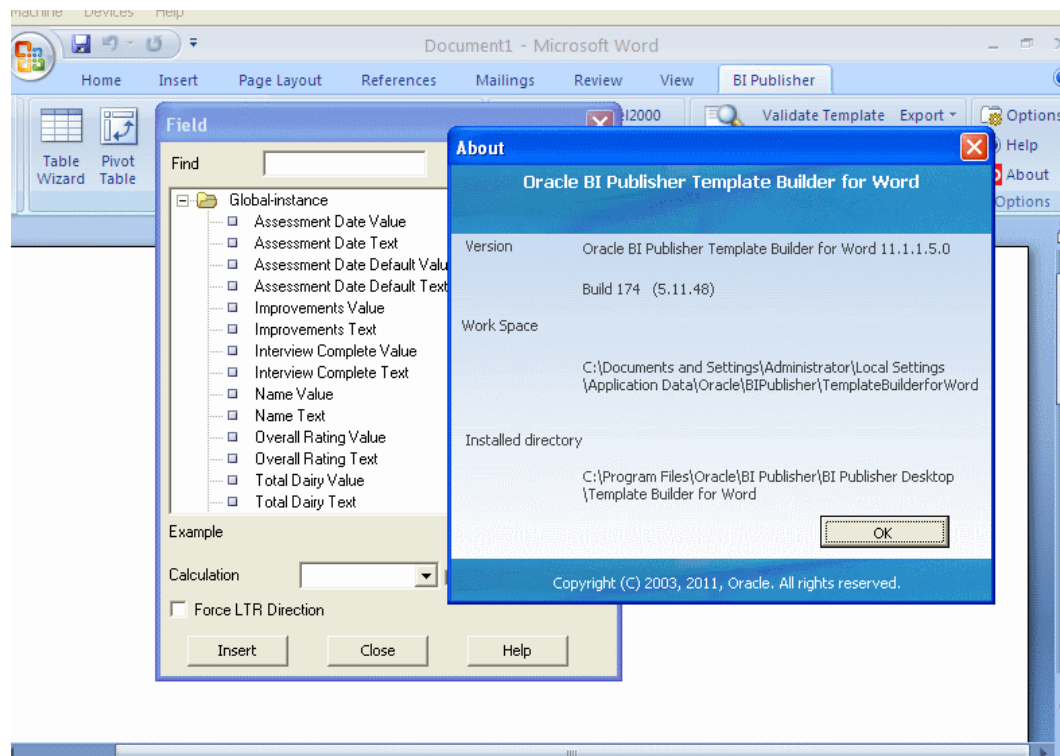 Machine Devices Help
Document1 - Microsoft Word
Home Insert Page Layout References Mailings Review View BI Publisher
Table Wizard
Pivot Table
l2000
Validate Template Export
Options
Help
About
Options
Field
Find
Global-instance
Assessment Date Value
Assessment Date Text
Assessment Date Default Valu
Assessment Date Default Text
Improvements Value
Improvements Text
Interview Complete Value
Interview Complete Text
Name Value
Name Text
Overall Rating Value
Overall Rating Text
Total Dairy Value
Total Dairy Text
Example
Calculation
Force LTR Direction
Insert Close Help
About
Oracle BI Publisher Template Builder for Word
Version
Oracle BI Publisher Template Builder for Word 11.1.1.5.0
Build 174 (5.11.48)
Work Space
C:\Documents and Settings\Administrator\Local Settings
\Application Data\Oracle\BIPublisher\TemplateBuilderforWord
Installed directory
C:\Program Files\Oracle\BI Publisher\BI Publisher Desktop
\Template Builder for Word
OK
Copyright (C) 2003, 2011, Oracle. All rights reserved.